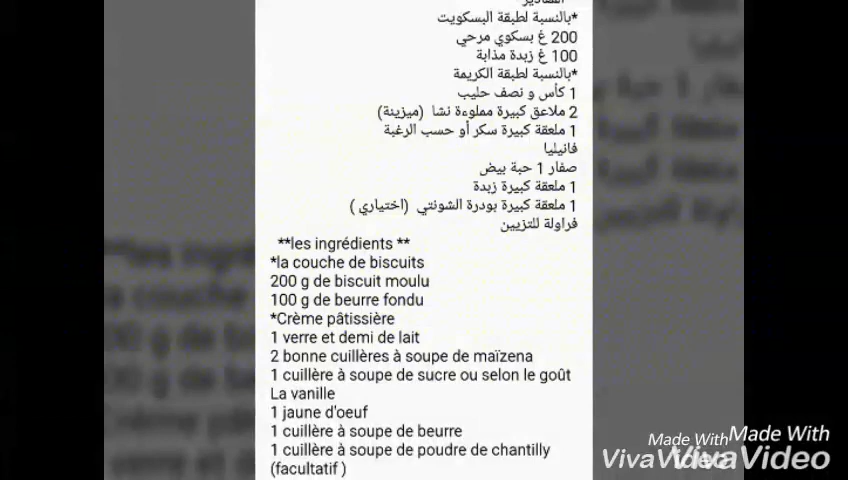 المقادير
*بالنسبة لطبقة البسكويت
200 غ بسكوي مرحي
100 غ زبدة مذابة
*بالنسبة لطبقة الكريمة
1 كأس و نصف حليب
2 ملاعق كبيرة مملوءة نشا (ميزينة)
1 ملعقة كبيرة سكر أو حسب الرغبة
فانيليا
صفار 1 حبة بيض
1 ملعقة كبيرة زبدة
1 ملعقة كبيرة بودرة الشونتي (اختياري )
فراولة للتزيين
**les ingrédients **
*la couche de biscuits
200 g de biscuit moulu
100 g de beurre fondu
*Crème pâtissière
1 verre et demi de lait
2 bonne cuillères à soupe de maïzena
1 cuillère à soupe de sucre ou selon le goût
La vanille
1 jaune d'oeuf
1 cuillère à soupe de beurre
1 cuillère à soupe de poudre de chantilly
(facultatif )
Made With
VivaVideo
Made With
VivaVideo